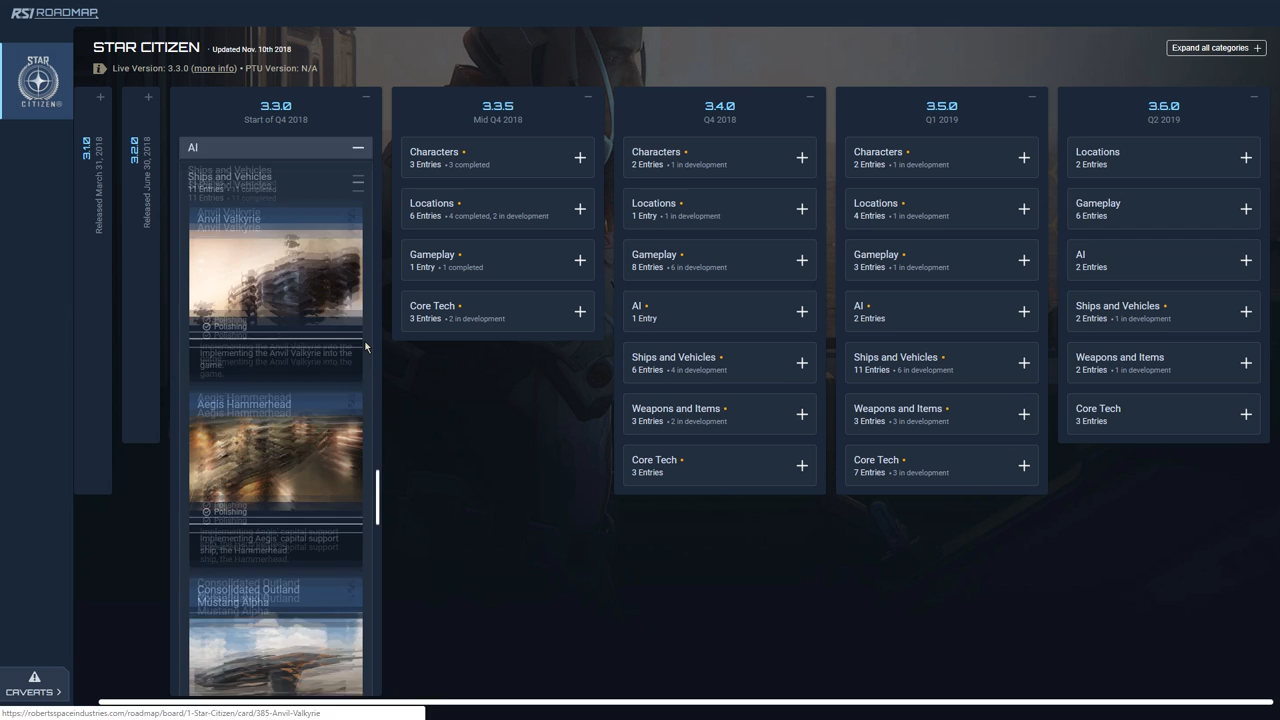 RSI ROADMAP
STAR CITIZEN • Updated Nov. 10th 2018
Expand all categories
Live Version: 3.3.0 (more info) • PTU Version: N/A
STAR
CITIZEN®
3.1.0 Released March 31, 2018
3.2.0 Released June 30, 2018
3.3.0
Start of Q4 2018
AI
Ships and Vehicles
11 Entries
Anvil Valkyrie
Polishing
Implementing the Anvil Valkyrie into the
game.
Aegis Hammerhead
Polishing
Implementing Aegis' capital support
ship, the Hammerhead.
Consolidated Outland
Mustang Alpha
3.3.5
Mid Q4 2018
Characters •
3 Entries • 3 completed
Locations •
6 Entries • 4 completed, 2 in development
Gameplay •
1 Entry • 1 completed
Core Tech •
3 Entries • 2 in development
3.4.0
Q4 2018
Characters •
2 Entries • 1 in development
Locations •
1 Entry • 1 in development
Gameplay •
8 Entries • 6 in development
AI •
1 Entry
Ships and Vehicles •
6 Entries • 4 in development
Weapons and Items •
3 Entries • 2 in development
Core Tech •
3 Entries
3.5.0
Q1 2019
Characters •
2 Entries • 1 in development
Locations •
4 Entries • 1 in development
Gameplay •
3 Entries • 1 in development
AI •
2 Entries
Ships and Vehicles •
11 Entries • 6 in development
Weapons and Items •
3 Entries • 3 in development
Core Tech •
7 Entries • 3 in development
3.6.0
Q2 2019
Locations
2 Entries
Gameplay
6 Entries
AI
2 Entries
Ships and Vehicles •
2 Entries • 1 in development
Weapons and Items
2 Entries • 1 in development
Core Tech
3 Entries
CAVEATS
https://robertsspaceindustries.com/roadmap/board/1-Star-Citizen/card/385-Anvil-Valkyrie